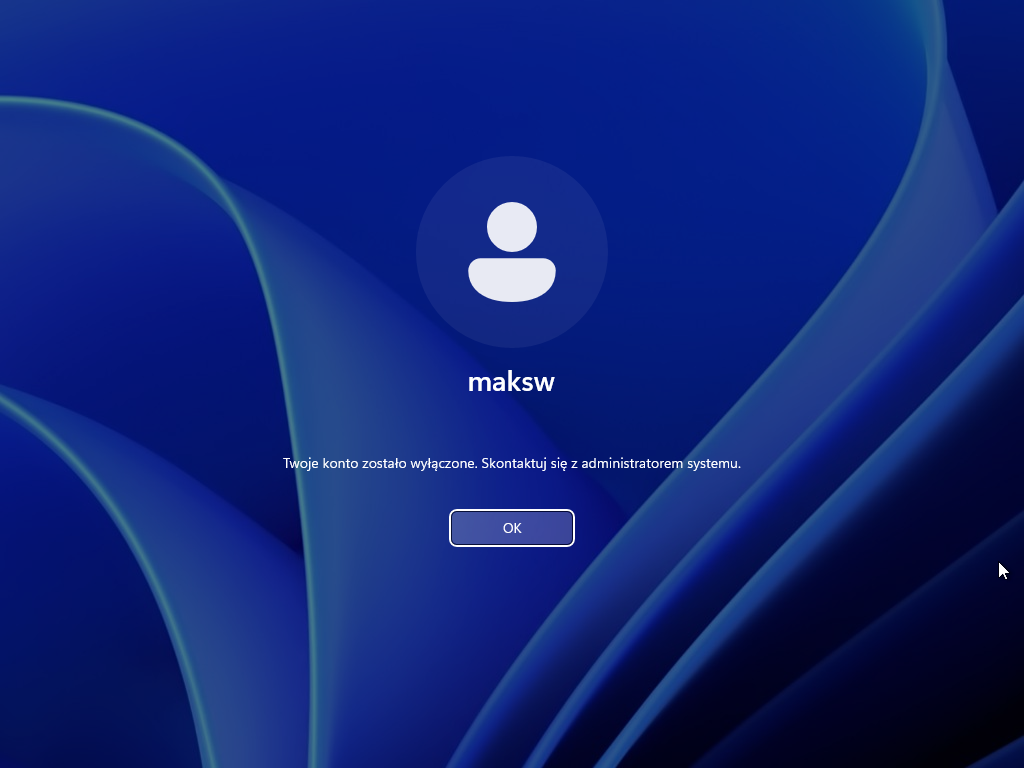 maksw
Twoje konto zostało wyłączone. Skontaktuj się z administratorem systemu.
OK